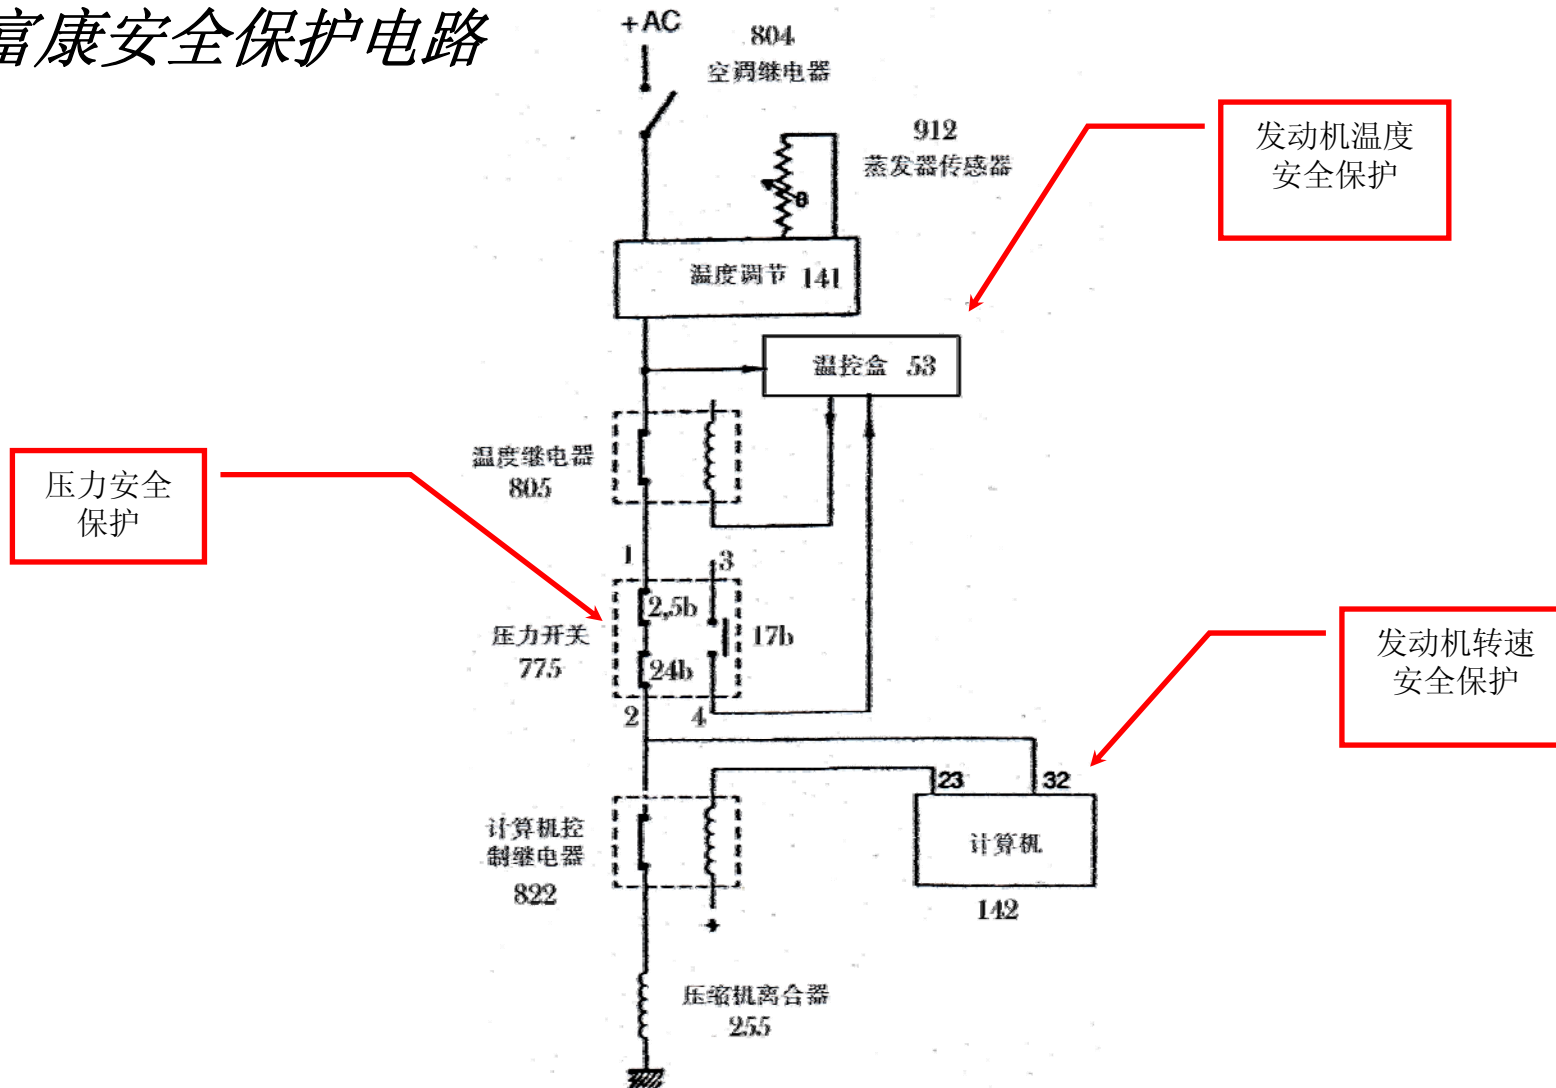 富康安全保护电路
+AC
804
空调继电器
912
蒸发器传感器
发动机温度
安全保护
θ
温度调节 141
温控盒 53
温度继电器
805
压力安全
保护
1
3
2,5b
17b
压力开关
775
24b
2
4
发动机转速
安全保护
23
32
计算机控
制继电器
822
计算机
142
+
压缩机离合器
255